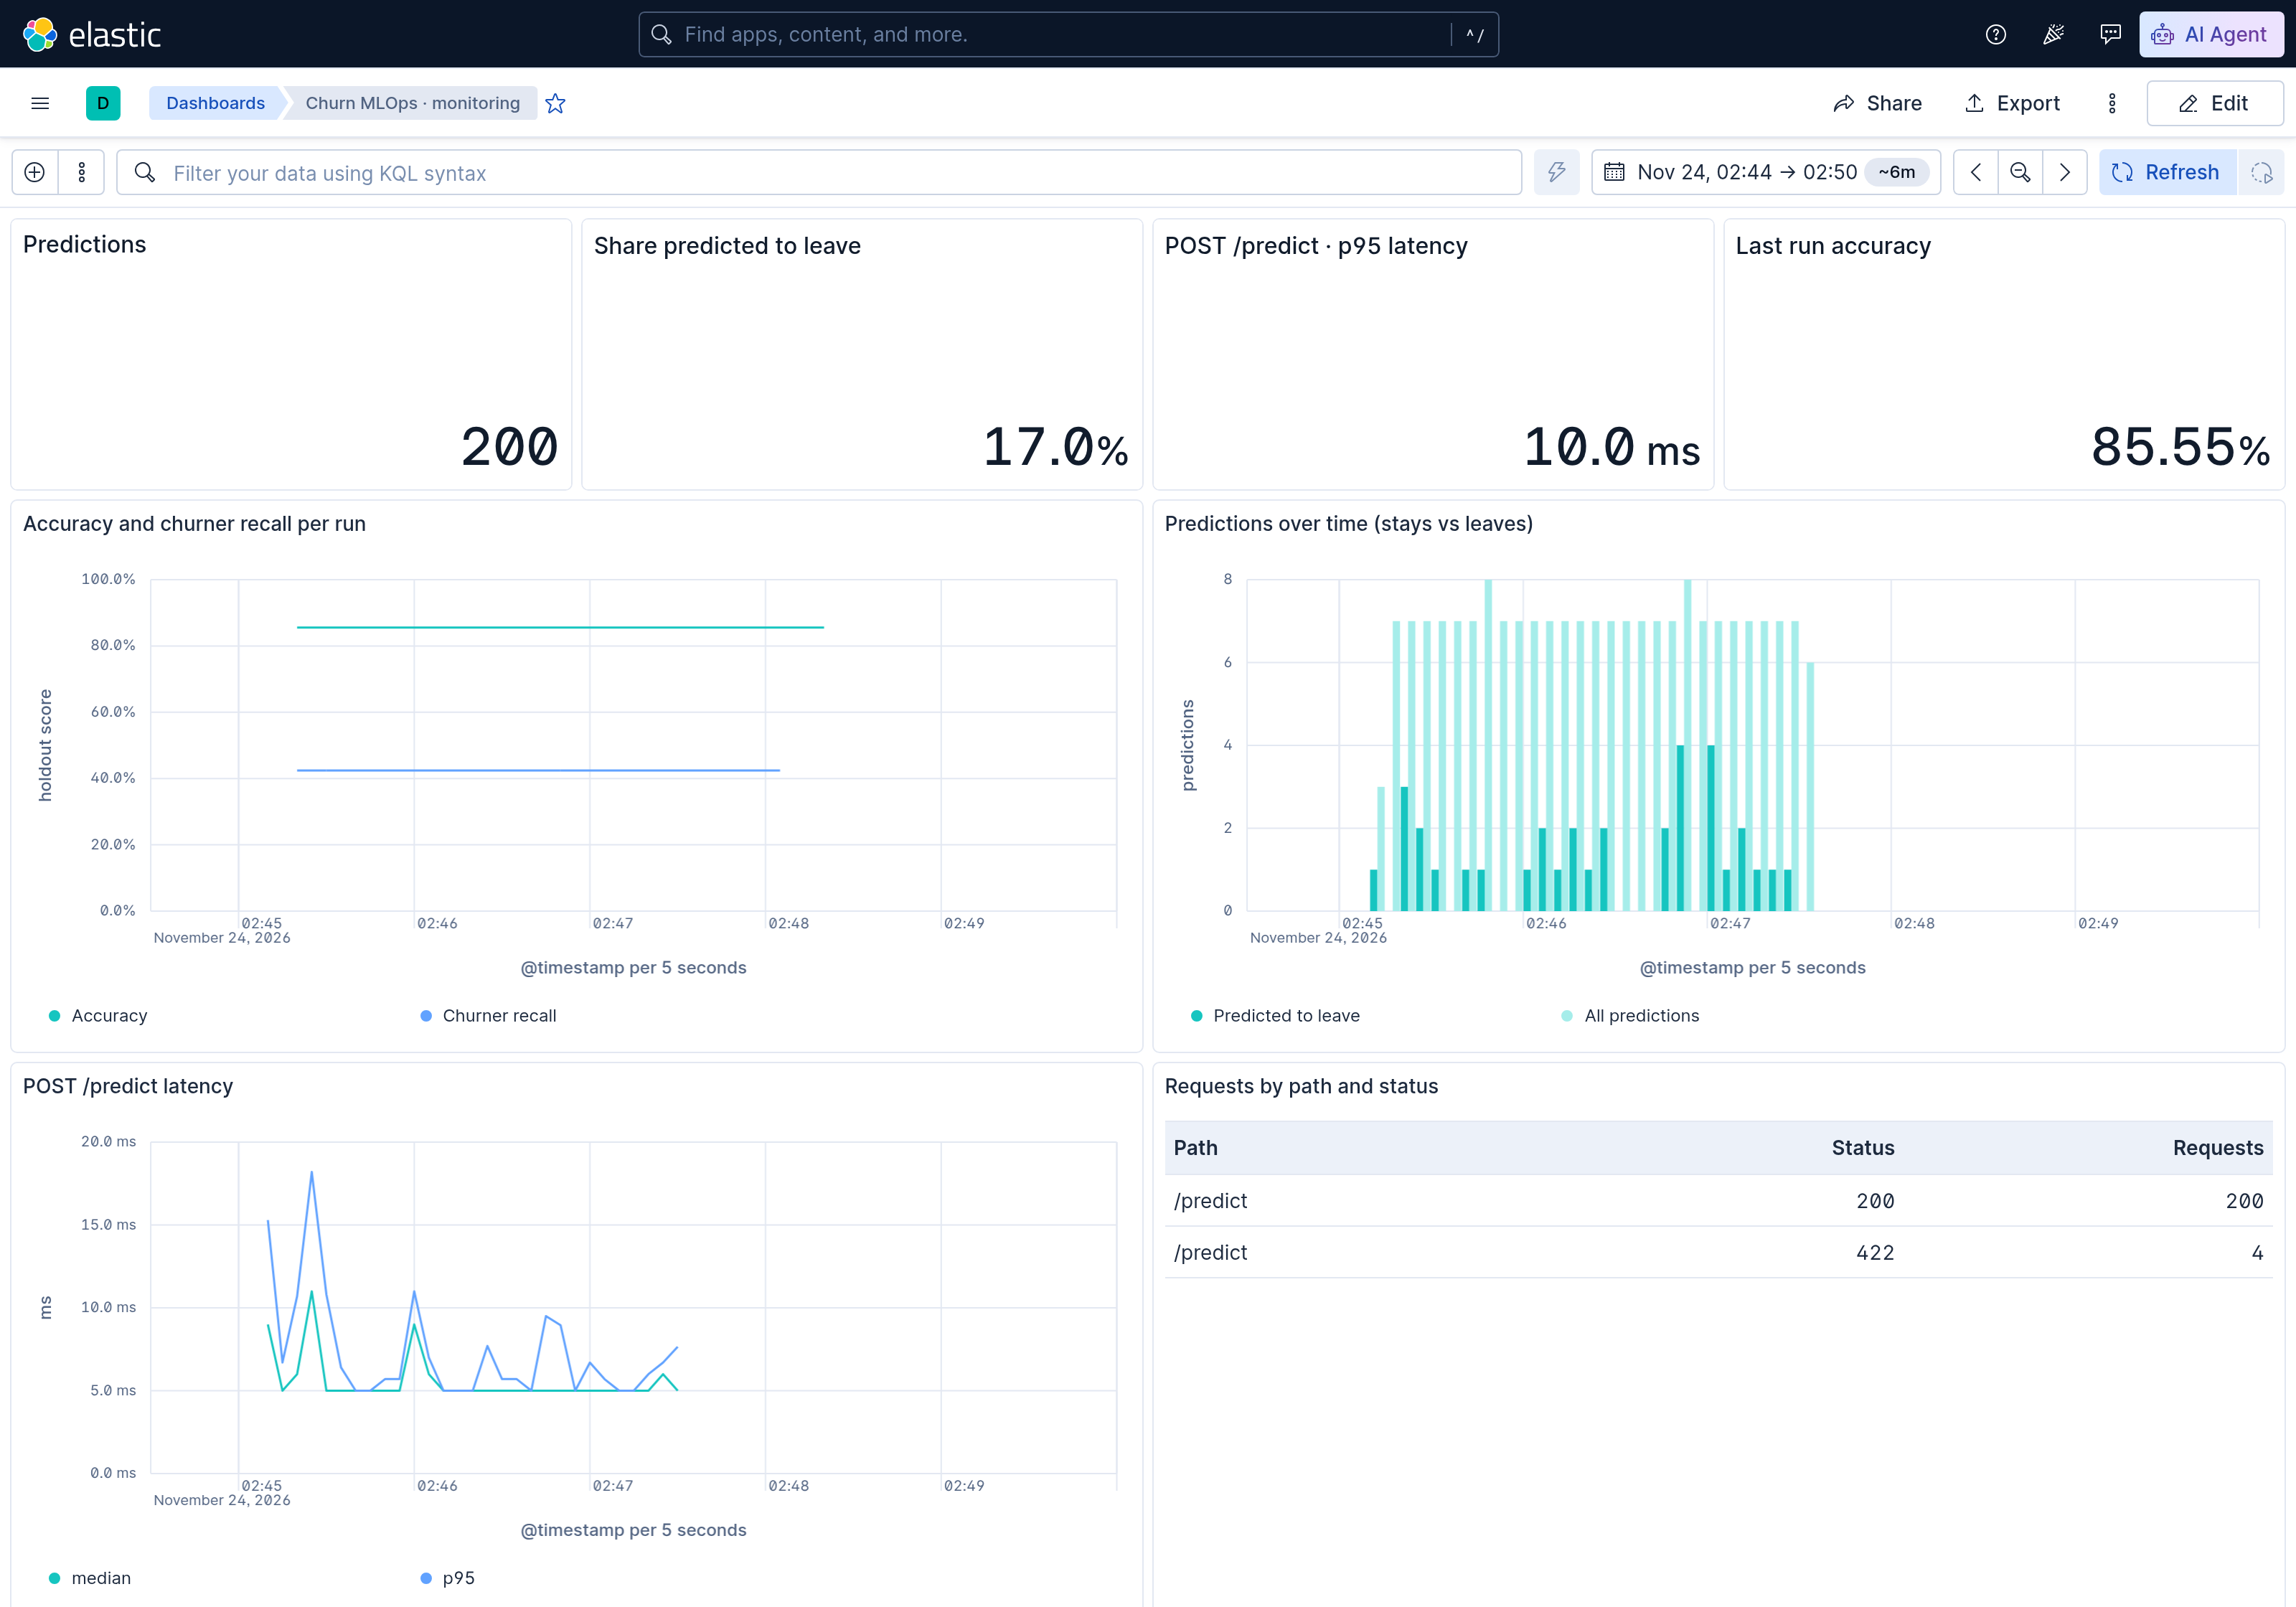 elastic
Find apps, content, and more.
^ /
AI Agent
D
Dashboards
Churn MLOps · monitoring
Share
Export
Edit
Filter your data using KQL syntax
Nov 24, 02:44 → 02:50
~6m
Refresh
Predictions
200
Share predicted to leave
17.0%
POST /predict · p95 latency
10.0 ms
Last run accuracy
85.55%
Accuracy and churner recall per run
100.0%
80.0%
60.0%
40.0%
20.0%
0.0%
holdout score
02:45
02:46
02:47
02:48
02:49
November 24, 2026
@timestamp per 5 seconds
Accuracy
Churner recall
Predictions over time (stays vs leaves)
8
6
4
2
0
predictions
02:45
02:46
02:47
02:48
02:49
November 24, 2026
@timestamp per 5 seconds
Predicted to leave
All predictions
POST /predict latency
20.0 ms
15.0 ms
10.0 ms
5.0 ms
0.0 ms
ms
02:45
02:46
02:47
02:48
02:49
November 24, 2026
@timestamp per 5 seconds
median
p95
Requests by path and status
Path Status Requests
/predict 200 200
/predict 422 4